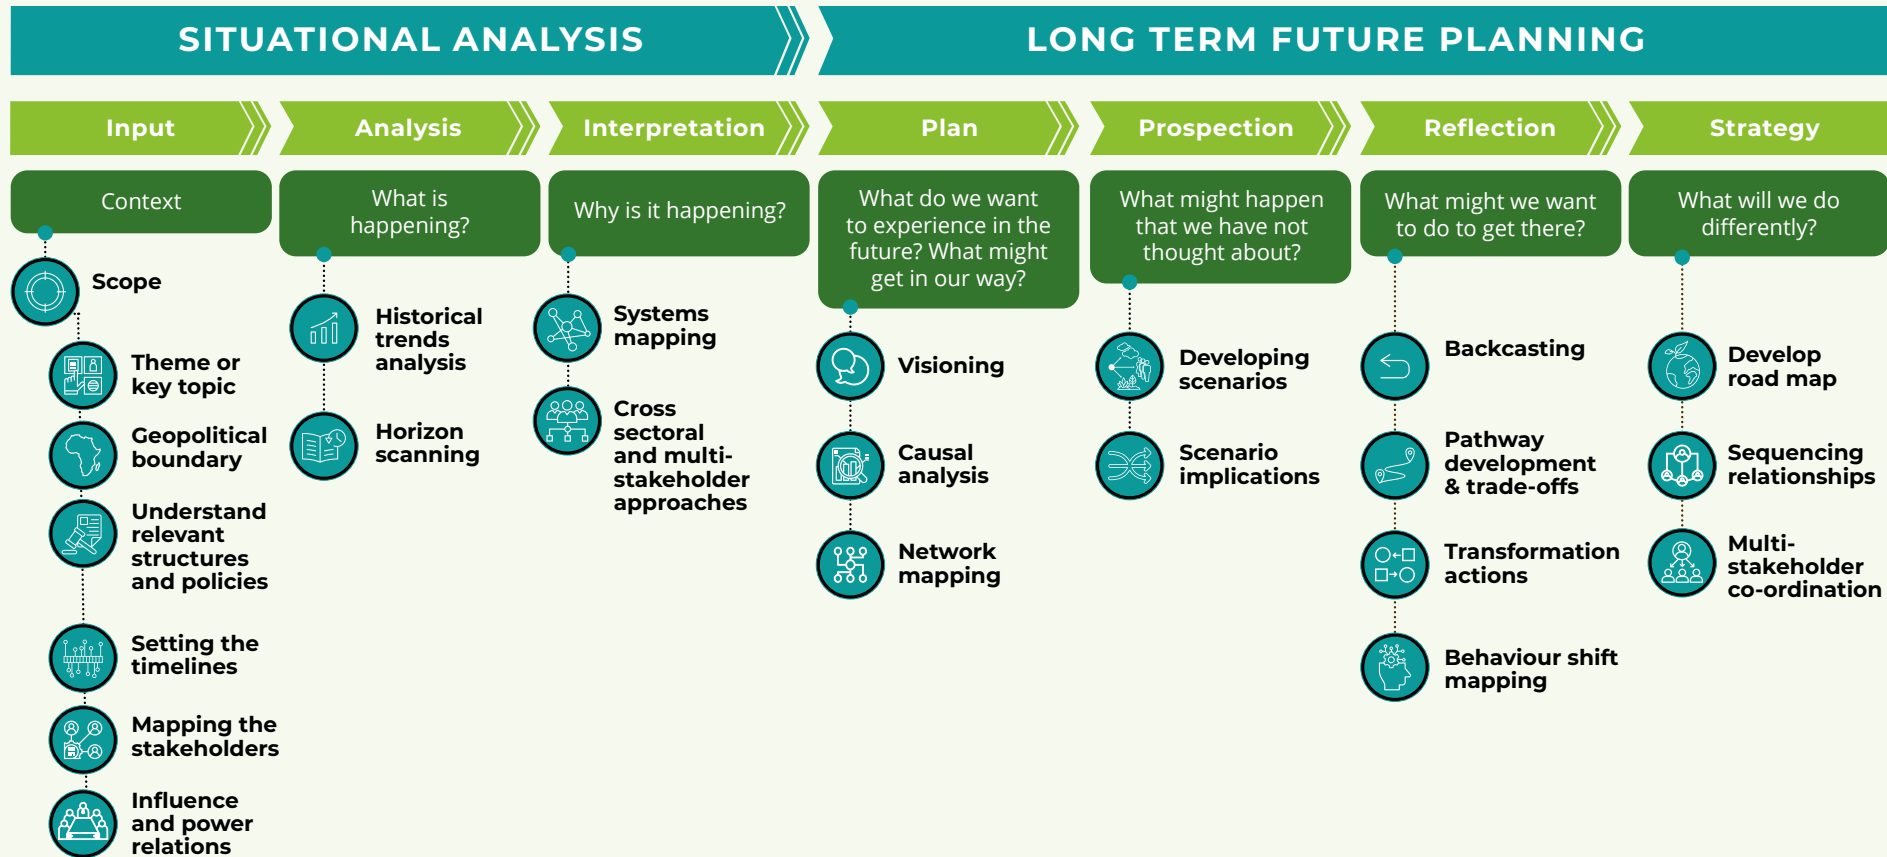 SITUATIONAL ANALYSIS
LONG TERM FUTURE PLANNING
Input
Analysis
Interpretation
Plan
Prospection
Reflection
Strategy
Context
What is
happening?
Why is it happening?
What do we want
to experience in the
future? What might
get in our way?
What might happen
that we have not
thought about?
What might we want
to do to get there?
What will we do
differently?
Scope
Theme or
key topic
Geopolitical
boundary
Understand
relevant
structures
and policies
Setting the
timelines
Mapping the
stakeholders
Influence
and power
relations
Historical
trends
analysis
Horizon
scanning
Systems
mapping
Cross
sectoral
and multi-
stakeholder
approaches
Visioning
Causal
analysis
Network
mapping
Developing
scenarios
Scenario
implications
Backcasting
Pathway
development
& trade-offs
Transformation
actions
Behaviour shift
mapping
Develop
road map
Sequencing
relationships
Multi-
stakeholder
co-ordination